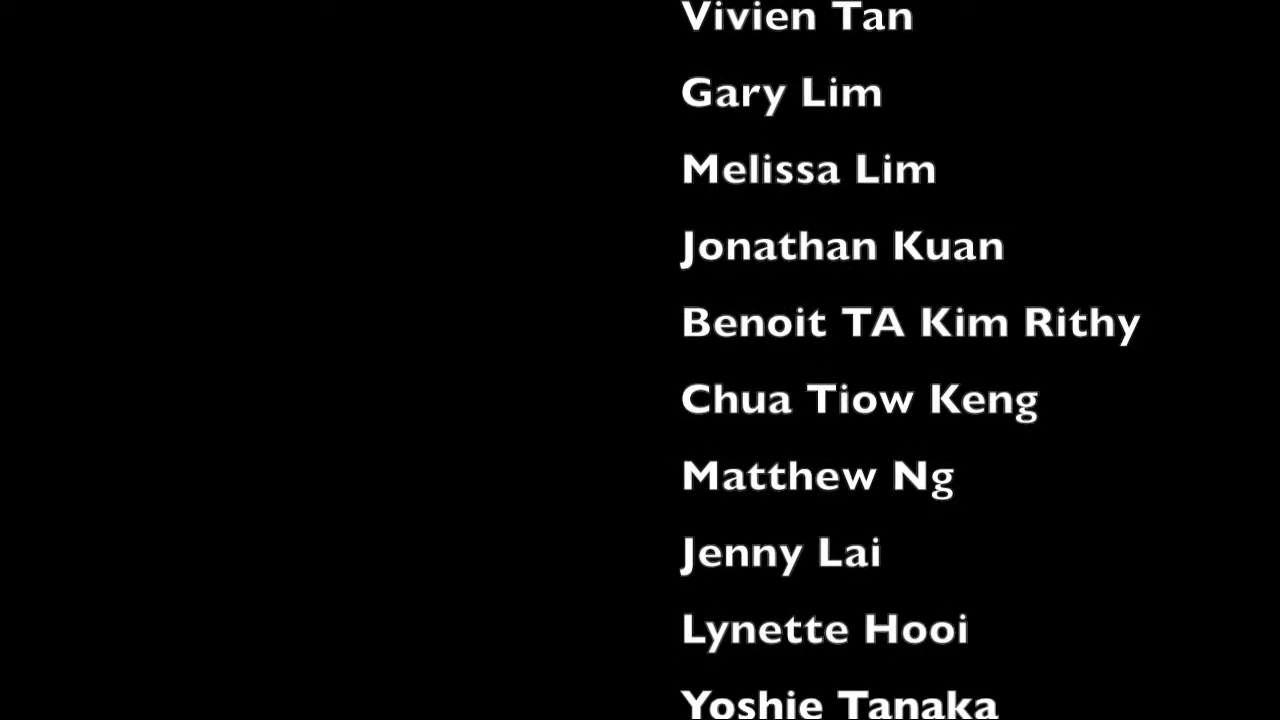 Vivien Tan
Gary Lim
Melissa Lim
Jonathan Kuan
Benoit TA Kim Rithy
Chua Tiow Keng
Matthew Ng
Jenny Lai
Lynette Hooi
Yoshie Tanaka